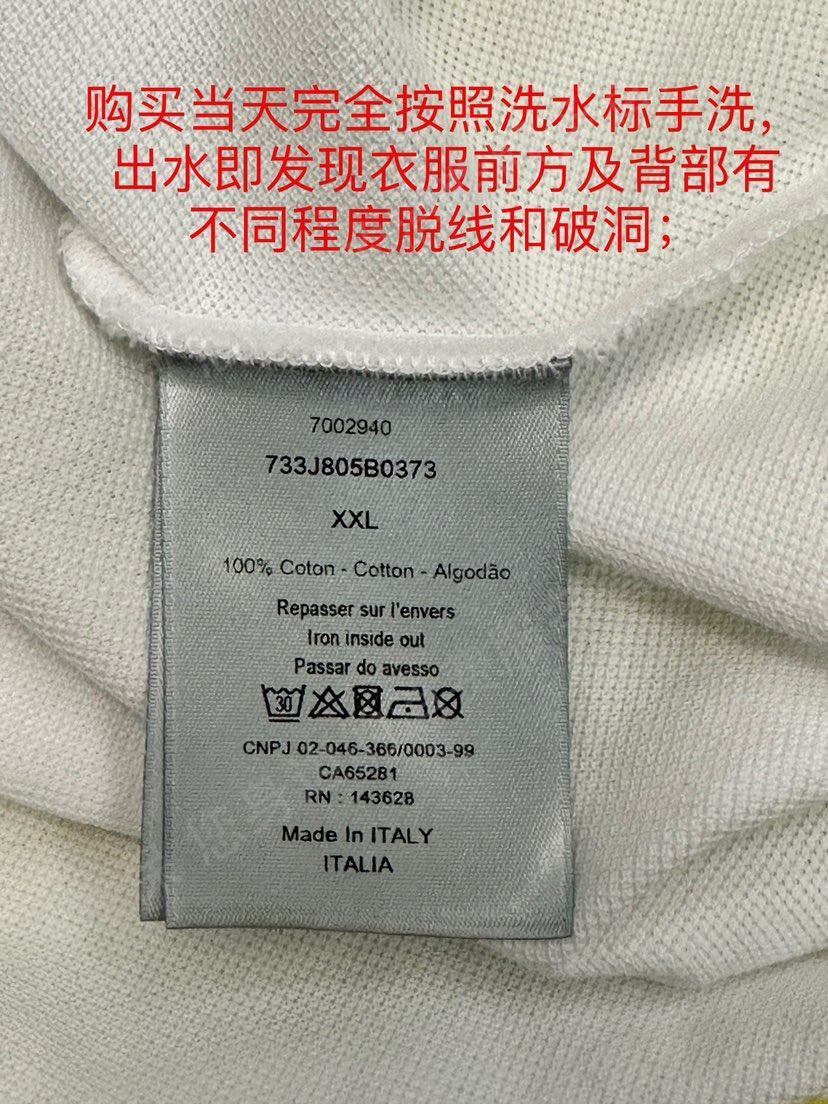 购买当天完全按照洗水标手洗，
出水即发现衣服前方及背部有
不同程度脱线和破洞；
7002940
733J805B0373
XXL
100% Coton - Cotton - Algodão
Repasser sur l'envers
Iron inside out
Passar do avesso
30
CNPJ 02-046-366/0003-99
CA65281
RN : 143628
Made In ITALY
ITALIA